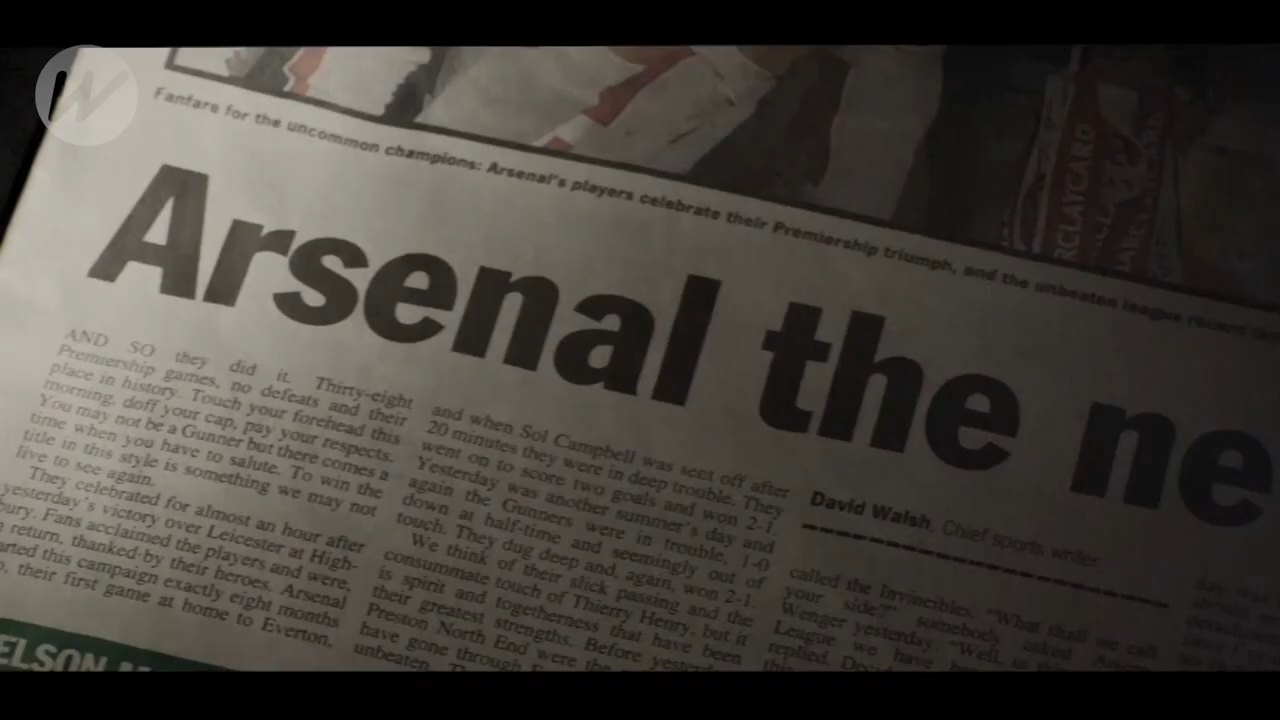 Fanfare for the uncommon champions: Arsenal's players celebrate their Premiership triumph, and the unbeaten league record
BARCLAYCARD
Arsenal the ne
AND SO they did it. Thirty-eight
Premiership games, no defeats and their
place in history. Touch your forehead this
morning, doff your cap, pay your respects.
You may not be a Gunner but there comes a
time when you have to salute. To win the
title in this style is something we may not
live to see again.
They celebrated for almost an hour after
yesterday's victory over Leicester at High-
bury. Fans acclaimed the players and were,
return, thanked by their heroes. Arsenal
arted this campaign exactly eight months
their first game at home to Everton,
and when Sol Campbell was sent off after
20 minutes they were in deep trouble. They
went on to score two goals and won 2-1.
Yesterday was another summer's day and
again the Gunners were in trouble, 1-0
down at half-time and seemingly out of
touch. They dug deep and, again, won 2-1.
We think of their slick passing and the
consummate touch of Thierry Henry, but it
is spirit and togetherness that have been
their greatest strengths. Before yesterd
Preston North End were the
have gone through
unbeaten.
David Walsh, Chief sports writer
called the Invincibles. "What shall we call
your side?" somebody asked
Wenger yesterday. "Well, in
League we have
replied.
ELSON